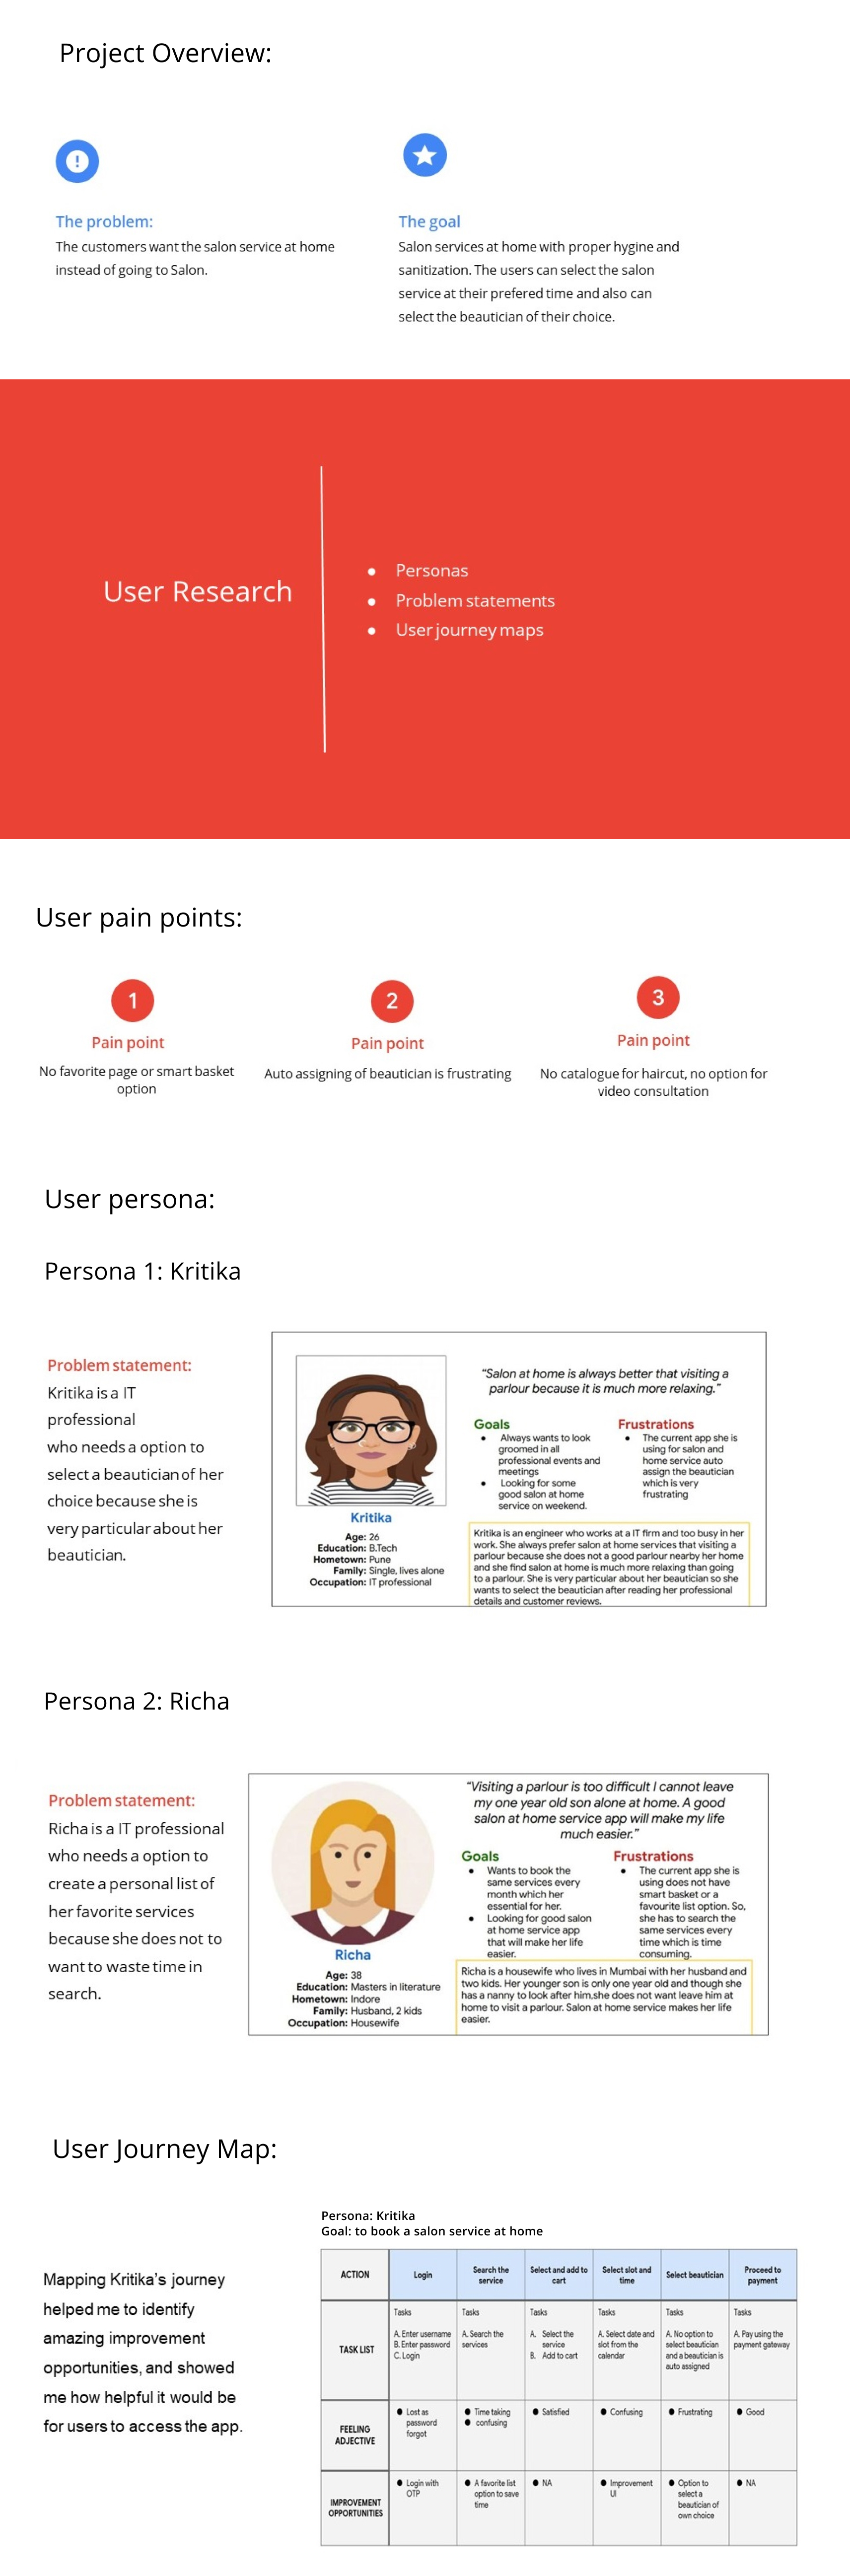 Project Overview:
The problem:
The customers want the salon service at home
instead of going to Salon.
The goal
Salon services at home with proper hygine and
sanitization. The users can select the salon
service at their prefered time and also can
select the beautician of their choice.
User Research
Personas
Problem statements
User journey maps
User pain points:
1
Pain point
No favorite page or smart basket
option
2
Pain point
Auto assigning of beautician is frustrating
3
Pain point
No catalogue for haircut, no option for
video consultation
User persona:
Persona 1: Kritika
Problem statement:
Kritika is a IT
professional
who needs a option to
select a beautician of her
choice because she is
very particular about her
beautician.
Kritika
Age: 26
Education: B.Tech
Hometown: Pune
Family: Single, lives alone
Occupation: IT professional
“Salon at home is always better that visiting a
parlour because it is much more relaxing.”
Goals
Always wants to look
groomed in all
professional events and
meetings
Looking for some
good salon at home
service on weekend.
Frustrations
The current app she is
using for salon and
home service auto
assign the beautician
which is very
frustrating
Kritika is an engineer who works at a IT firm and too busy in her
work. She always prefer salon at home services that visiting a
parlour because she does not a good parlour nearby her home
and she find salon at home is much more relaxing than going
to a parlour. She is very particular about her beautician so she
wants to select the beautician after reading her professional
details and customer reviews.
Persona 2: Richa
Problem statement:
Richa is a IT professional
who needs a option to
create a personal list of
her favorite services
because she does not to
want to waste time in
search.
Richa
Age: 38
Education: Masters in literature
Hometown: Indore
Family: Husband, 2 kids
Occupation: Housewife
“Visiting a parlour is too difficult I cannot leave
my one year old son alone at home. A good
salon at home service app will make my life
much easier.”
Goals
Wants to book the
same services every
month which her
essential for her.
Looking for good salon
at home service app
that will make her life
easier.
Frustrations
The current app she is
using does not have
smart basket or a
favourite list option. So,
she has to search the
same services every
time which is time
consuming.
Richa is a housewife who lives in Mumbai with her husband and
two kids. Her younger son is only one year old and though she
has a nanny to look after him,she does not want leave him at
home to visit a parlour. Salon at home service makes her life
easier.
User Journey Map:
Mapping Kritika’s journey
helped me to identify
amazing improvement
opportunities, and showed
me how helpful it would be
for users to access the app.
Persona: Kritika
Goal: to book a salon service at home
ACTION
Login
Search the
service
Select and add to
cart
Select slot and
time
Select beautician
Proceed to
payment
TASK LIST
Tasks
A. Enter username
B. Enter password
C. Login
Tasks
A. Search the
services
Tasks
A. Select the
service
B. Add to cart
Tasks
A. Select date and
slot from the
calendar
Tasks
A. No option to
select beautician
and a beautician is
auto assigned
Tasks
A. Pay using the
payment gateway
FEELING
ADJECTIVE
Lost as
password
forgot
Time taking
confusing
Satisfied
Confusing
Frustrating
Good
IMPROVEMENT
OPPORTUNITIES
Login with
OTP
A favorite list
option to save
time
NA
Improvement
UI
Option to
select a
beautician of
own choice
NA